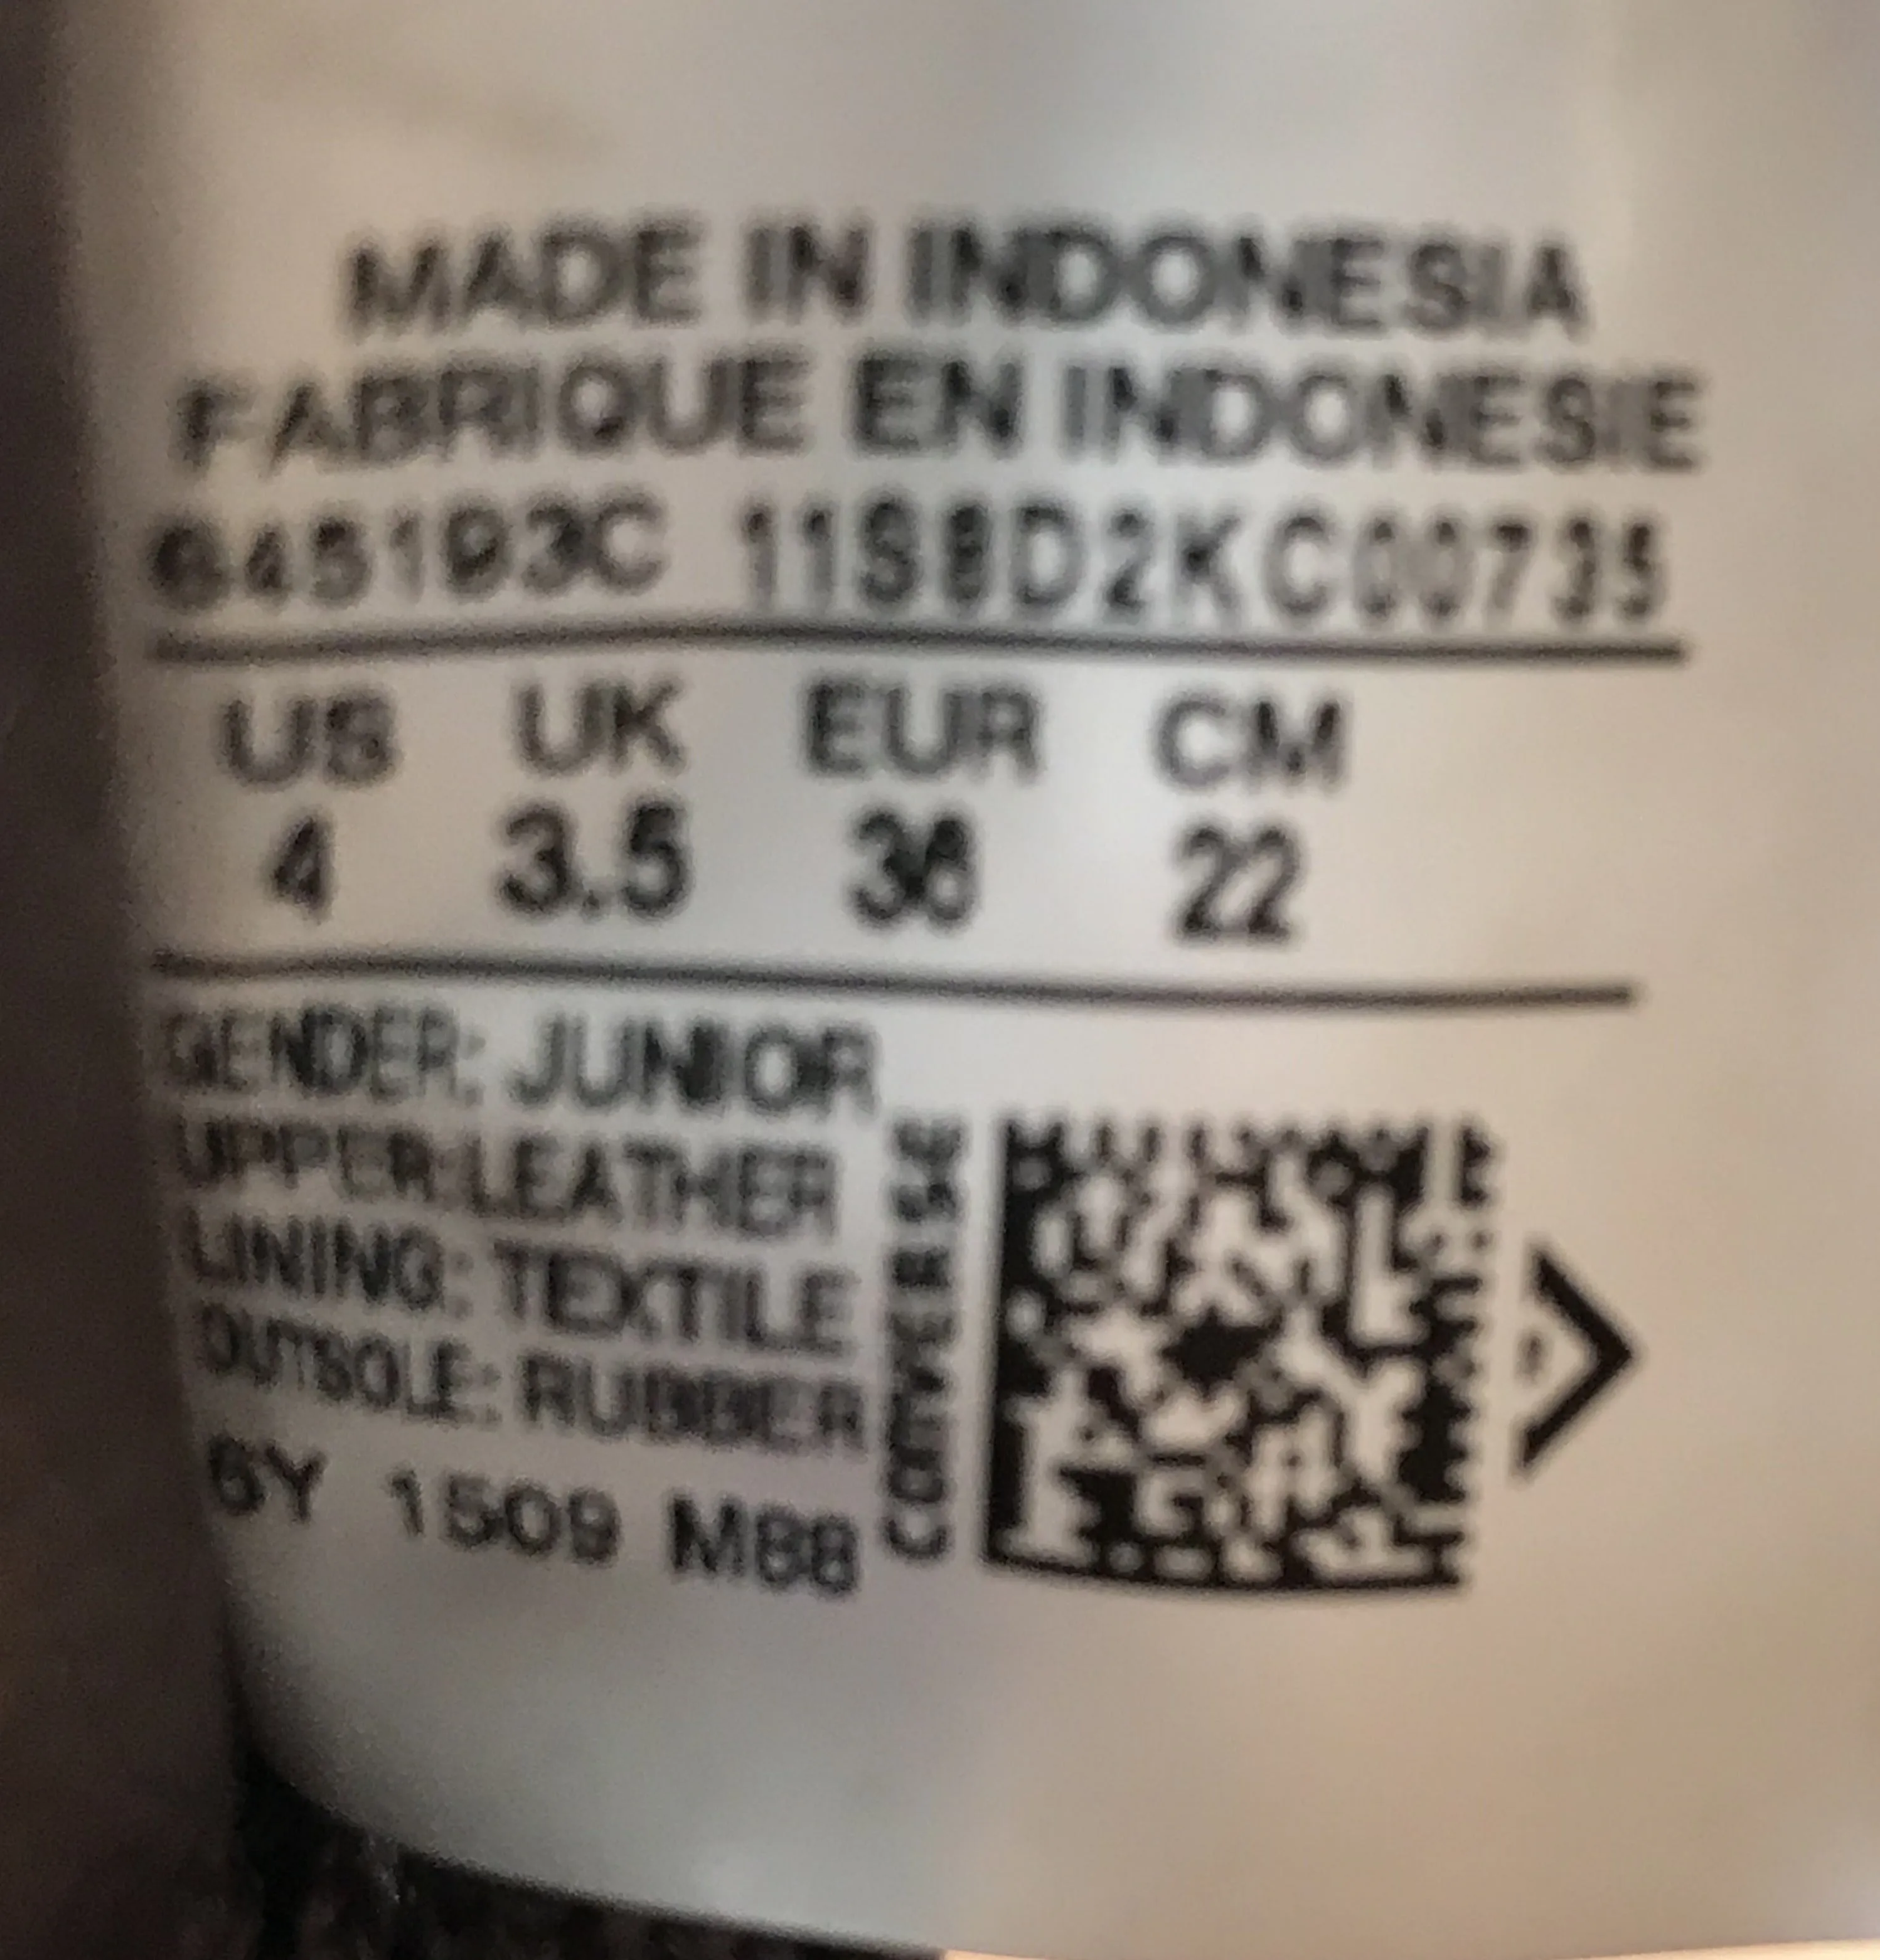 MADE IN INDONESIA
FABRIQUE EN INDONESIE
645193C 11S8D2KC00735
US UK EUR CM
4 3.5 36 22
GENDER: JUNIOR
UPPER:LEATHER
LINING: TEXTILE
OUTSOLE: RUBBER
6Y 1509 M88
CONVERSE